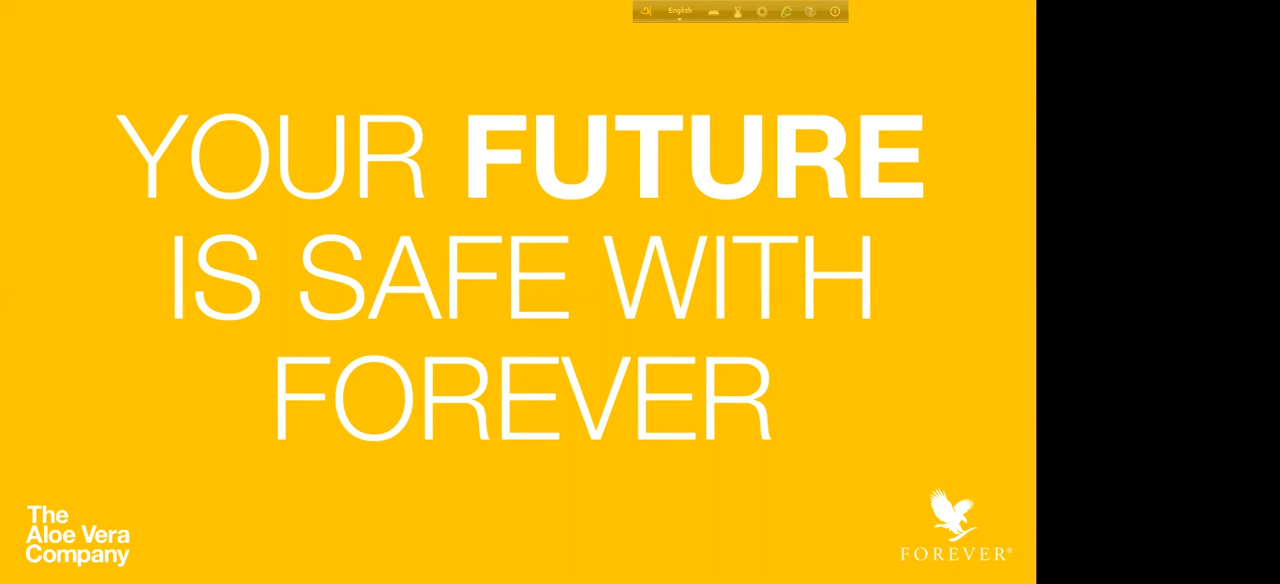 অ English ?
YOUR FUTURE
IS SAFE WITH
FOREVER
The
Aloe Vera
Company
FOREVER®